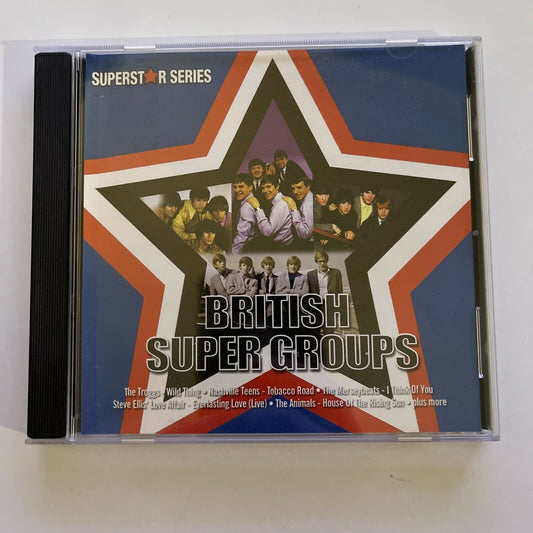 SUPERST★R SERIES
BRITISH
SUPER GROUPS
The Troggs - Wild Thing • Nashville Teens - Tobacco Road • The Merseybeats - I Think Of You
Steve Ellis' Love Affair - Everlasting Love (Live) • The Animals - House Of The Rising Sun • plus more